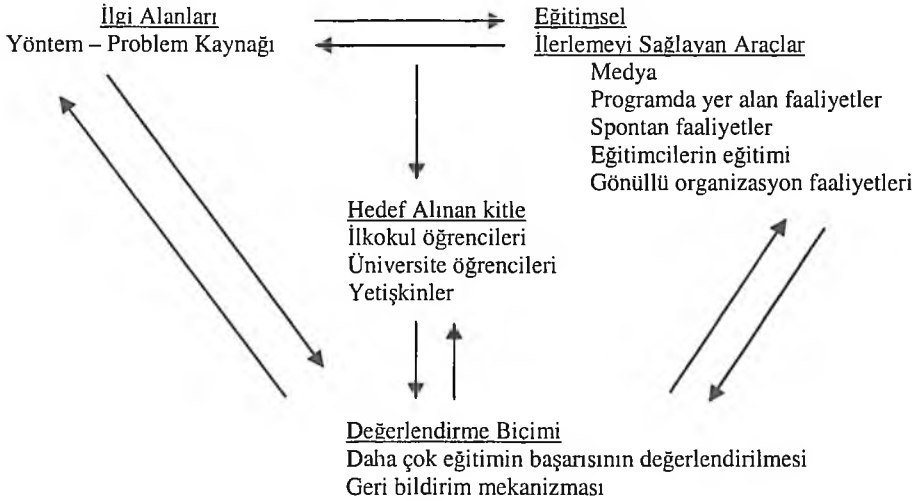 İlgi Alanları
Yöntem – Problem Kaynağı
Eğitimsel
İlerlemeyi Sağlayan Araçlar
Medya
Programda yer alan faaliyetler
Spontan faaliyetler
Eğitimcilerin eğitimi
Gönüllü organizasyon faaliyetleri
Hedef Alınan kitle
İlkokul öğrencileri
Üniversite öğrencileri
Yetişkinler
Değerlendirme Biçimi
Daha çok eğitimin başarısının değerlendirilmesi
Geri bildirim mekanizması